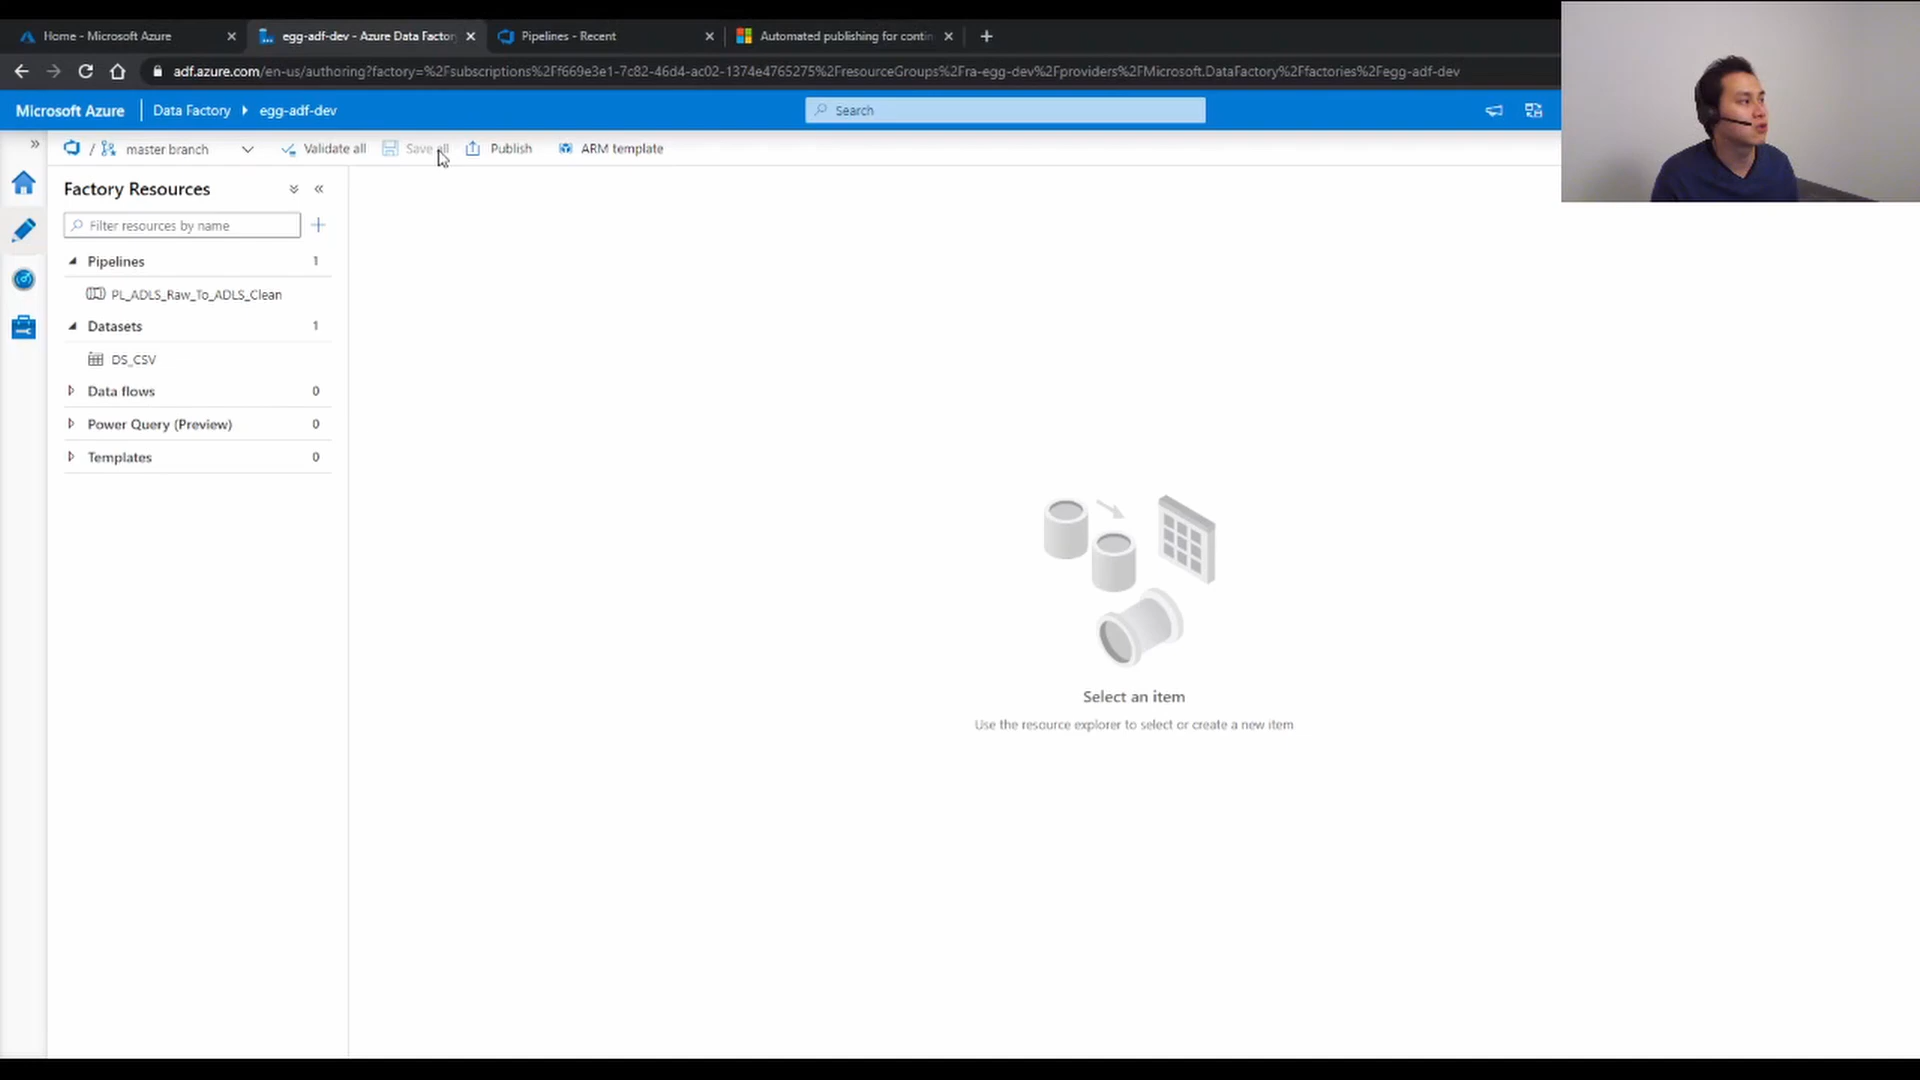 Home - Microsoft Azure
egg-adf-dev - Azure Data Factory
Pipelines - Recent
Automated publishing for contin
adf.azure.com/en-us/authoring?factory=%2Fsubscriptions%2Ff669e3e1-7c82-46d4-ac02-1374e4765275%2FresourceGroups%2Fra-egg-dev%2Fproviders%2FMicrosoft.DataFactory%2Ffactories%2Fegg-adf-dev
Microsoft Azure
Data Factory
egg-adf-dev
Search
/
master branch
Validate all
Save all
Publish
ARM template
Factory Resources
Filter resources by name
Pipelines 1
PL_ADLS_Raw_To_ADLS_Clean
Datasets 1
DS_CSV
Data flows 0
Power Query (Preview) 0
Templates 0
Select an item
Use the resource explorer to select or create a new item